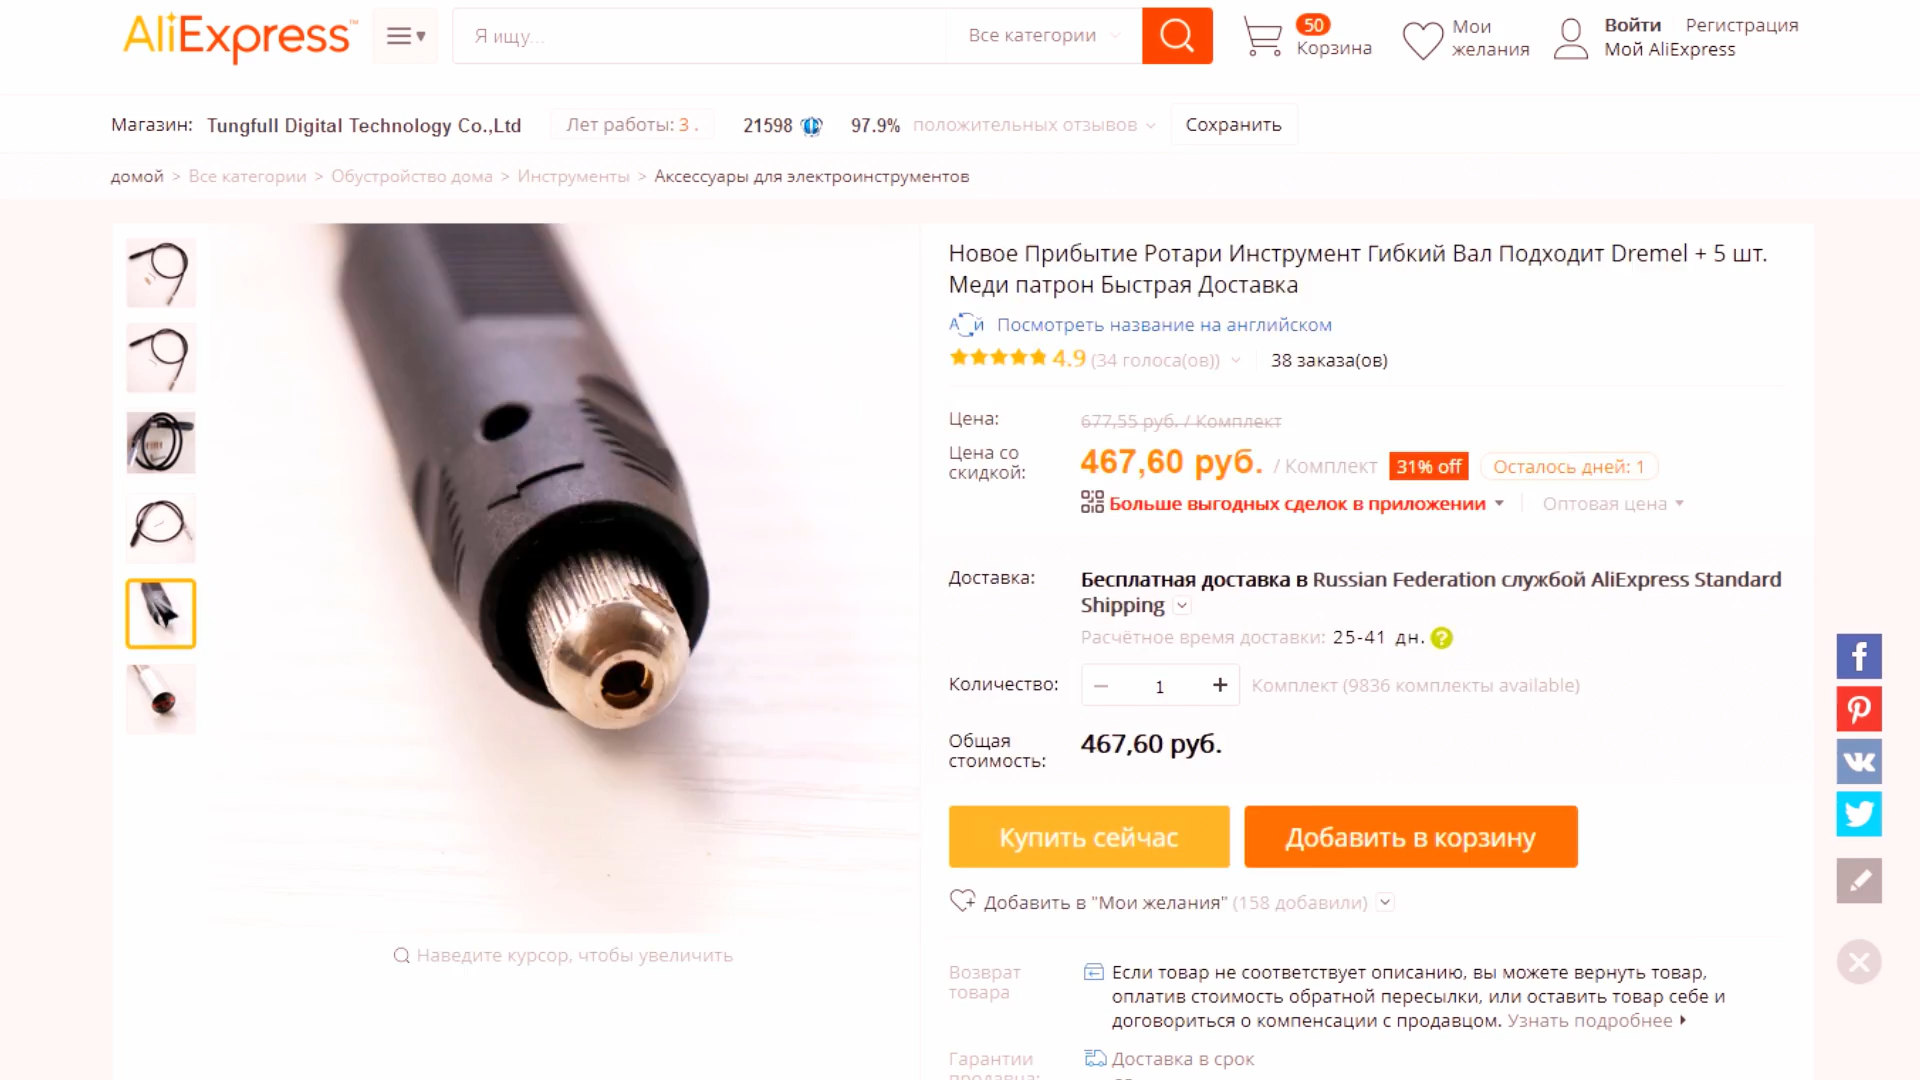 AliExpress™
Я ищу...
Все категории
50
Корзина
Мои
желания
Войти Регистрация
Мой AliExpress
Магазин: Tungfull Digital Technology Co.,Ltd Лет работы: 3 . 21598 97.9% положительных отзывов Сохранить
домой > Все категории > Обустройство дома > Инструменты > Аксессуары для электроинструментов
Новое Прибытие Ротари Инструмент Гибкий Вал Подходит Dremel + 5 шт.
Меди патрон Быстрая Доставка
Посмотреть название на английском
4.9 (34 голоса(ов)) 38 заказа(ов)
Цена: 677,55 руб. / Комплект
Цена со
скидкой:
467,60 руб. / Комплект 31% off Осталось дней: 1
Больше выгодных сделок в приложении Оптовая цена
Доставка: Бесплатная доставка в Russian Federation службой AliExpress Standard
Shipping
Расчётное время доставки: 25-41 дн. ?
Количество: − 1 + Комплект (9836 комплекты available)
Общая
стоимость:
467,60 руб.
Купить сейчас Добавить в корзину
Добавить в "Мои желания" (158 добавили)
Наведите курсор, чтобы увеличить
Возврат
товара
Если товар не соответствует описанию, вы можете вернуть товар,
оплатив стоимость обратной пересылки, или оставить товар себе и
договориться о компенсации с продавцом. Узнать подробнее
Гарантии
продавца:
Доставка в срок